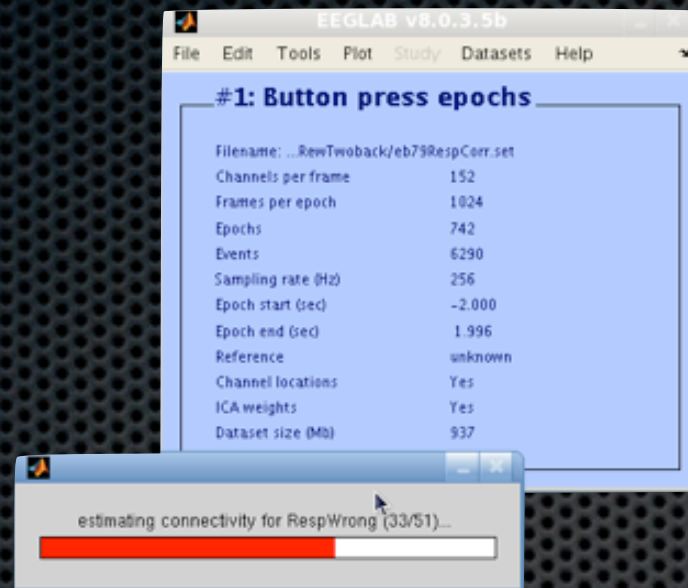 EEGLAB v8.0.3.5b
File Edit Tools Plot Study Datasets Help
#1: Button press epochs
Filename: ...RewTwoback/eb79RespCorr.set
Channels per frame 152
Frames per epoch 1024
Epochs 742
Events 6290
Sampling rate (Hz) 256
Epoch start (sec) -2.000
Epoch end (sec) 1.996
Reference unknown
Channel locations Yes
ICA weights Yes
Dataset size (Mb) 937
estimating connectivity for RespWrong (33/51)...